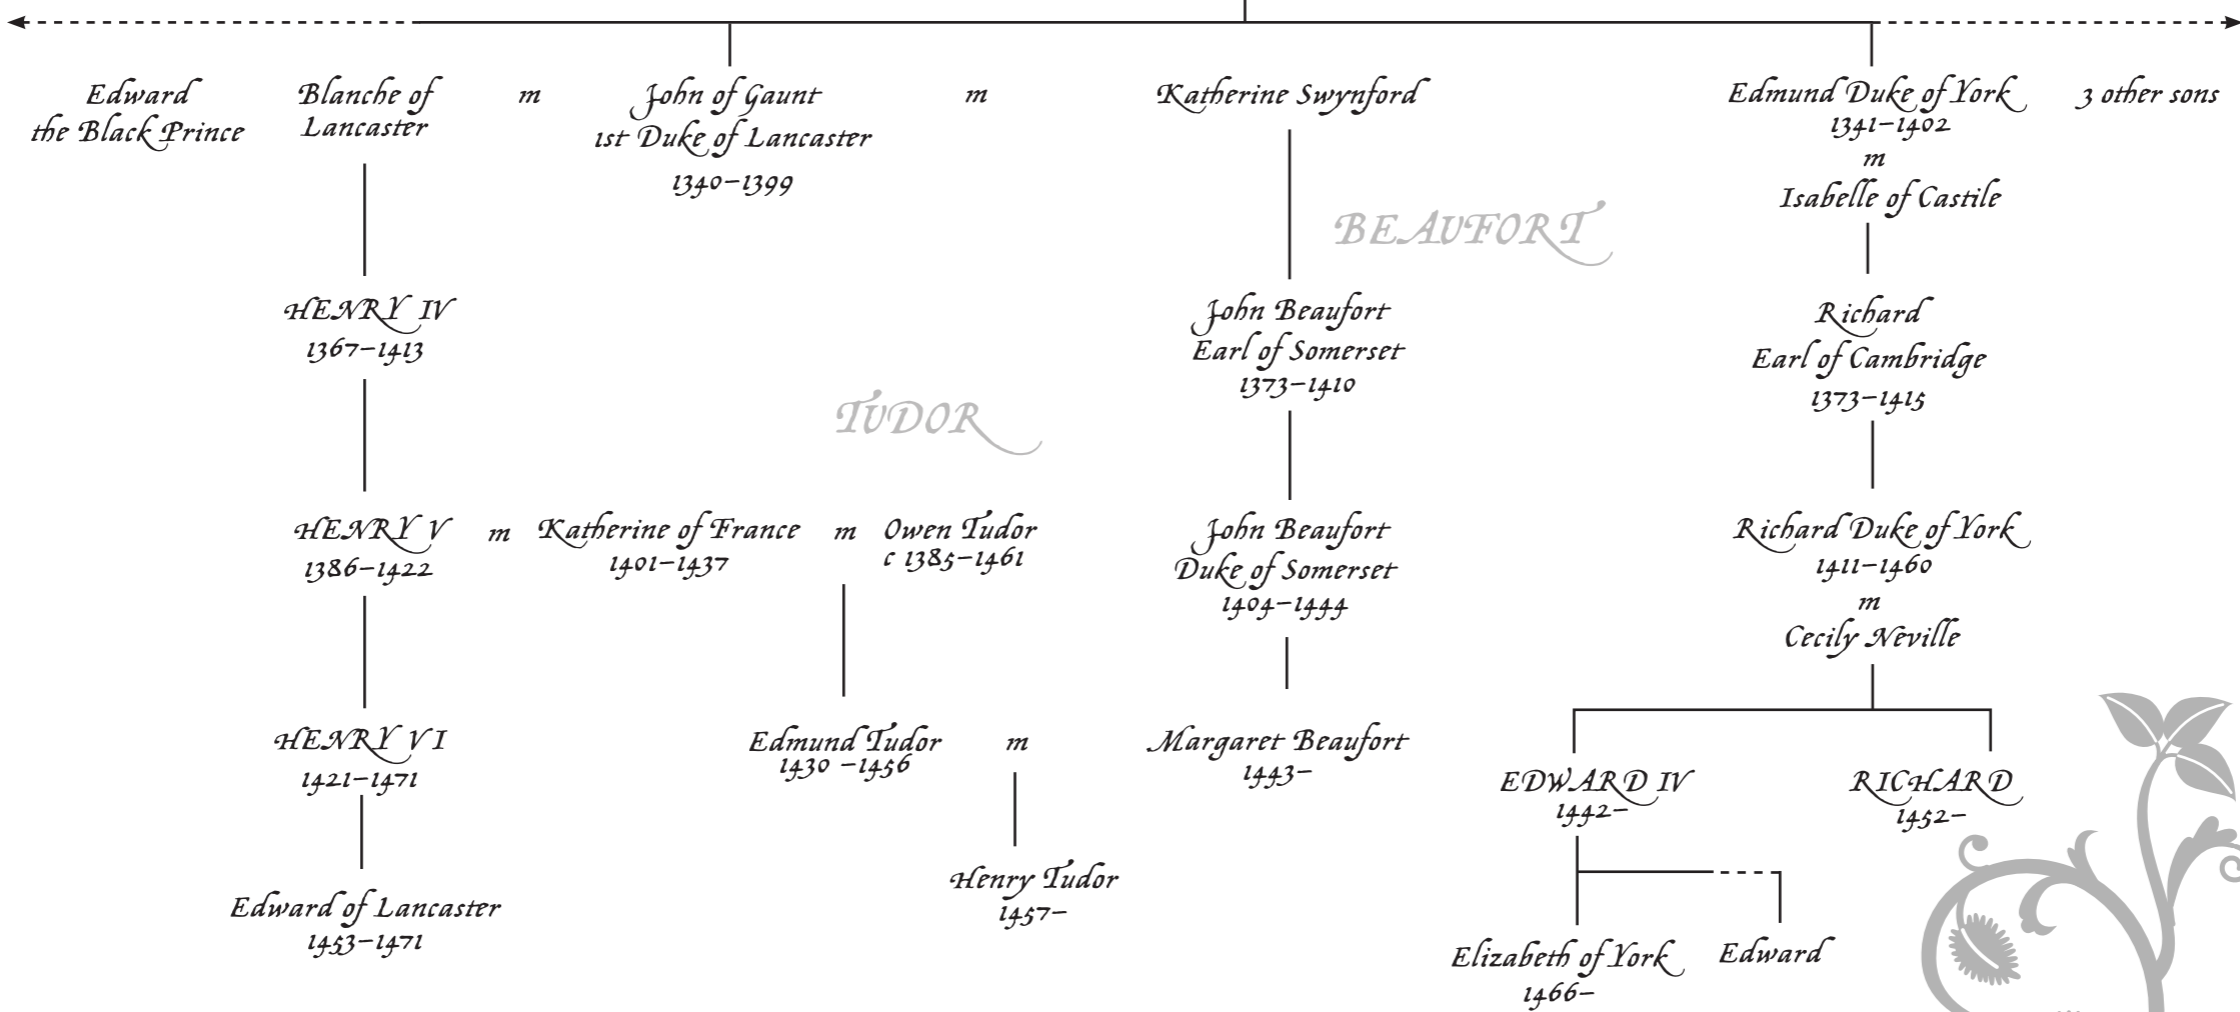 Edward
the Black Prince
Blanche of
Lancaster
m
John of Gaunt
1st Duke of Lancaster
1340–1399
m
Katherine Swynford
Edmund Duke of York
1341–1402
m
Isabelle of Castile
3 other sons
BEAUFORT
HENRY IV
1367–1413
John Beaufort
Earl of Somerset
1373–1410
Richard
Earl of Cambridge
1373–1415
TUDOR
HENRY V
1386–1422
m
Katherine of France
1401–1437
m
Owen Tudor
c 1385–1461
John Beaufort
Duke of Somerset
1404–1444
Richard Duke of York
1411–1460
m
Cecily Neville
HENRY VI
1421–1471
Edmund Tudor
1430 –1456
m
Margaret Beaufort
1443–
EDWARD IV
1442–
RICHARD
1452–
Edward of Lancaster
1453–1471
Henry Tudor
1457–
Elizabeth of York
1466–
Edward